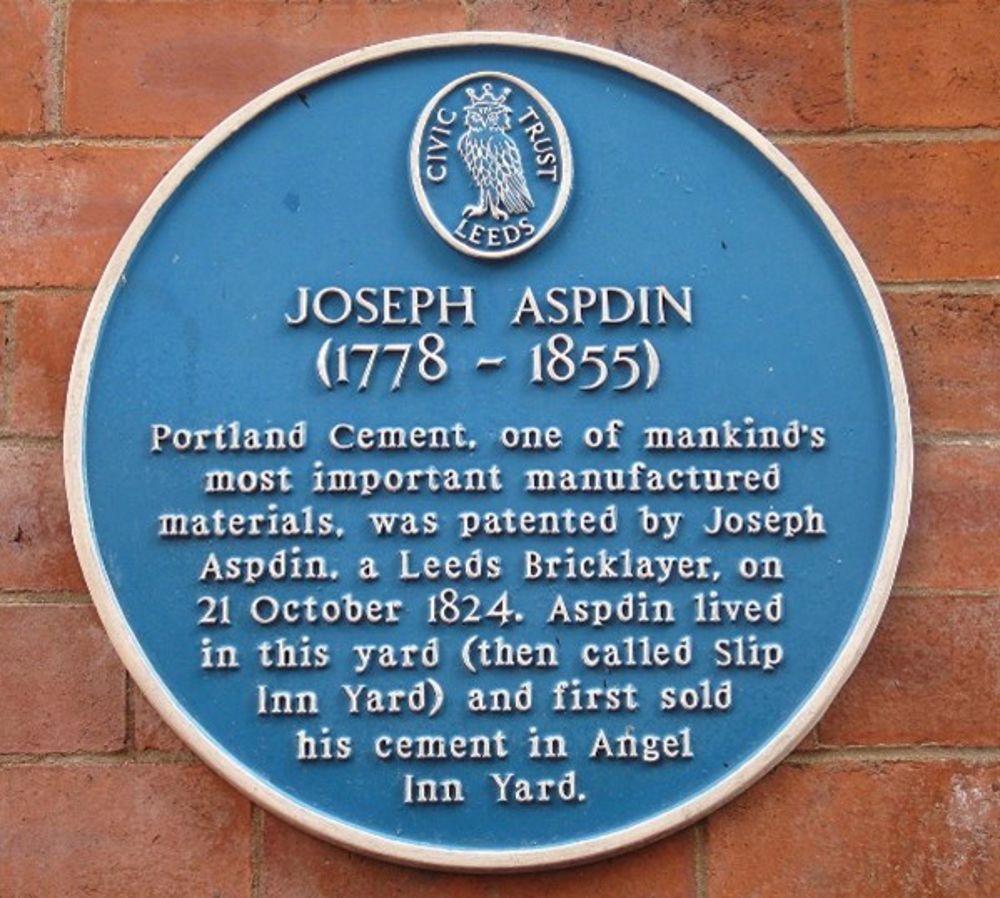 CIVIC TRUST
LEEDS
JOSEPH ASPDIN
(1778 - 1855)
Portland Cement, one of mankind's
most important manufactured
materials, was patented by Joseph
Aspdin, a Leeds Bricklayer, on
21 October 1824. Aspdin lived
in this yard (then called Slip
Inn Yard) and first sold
his cement in Angel
Inn Yard.